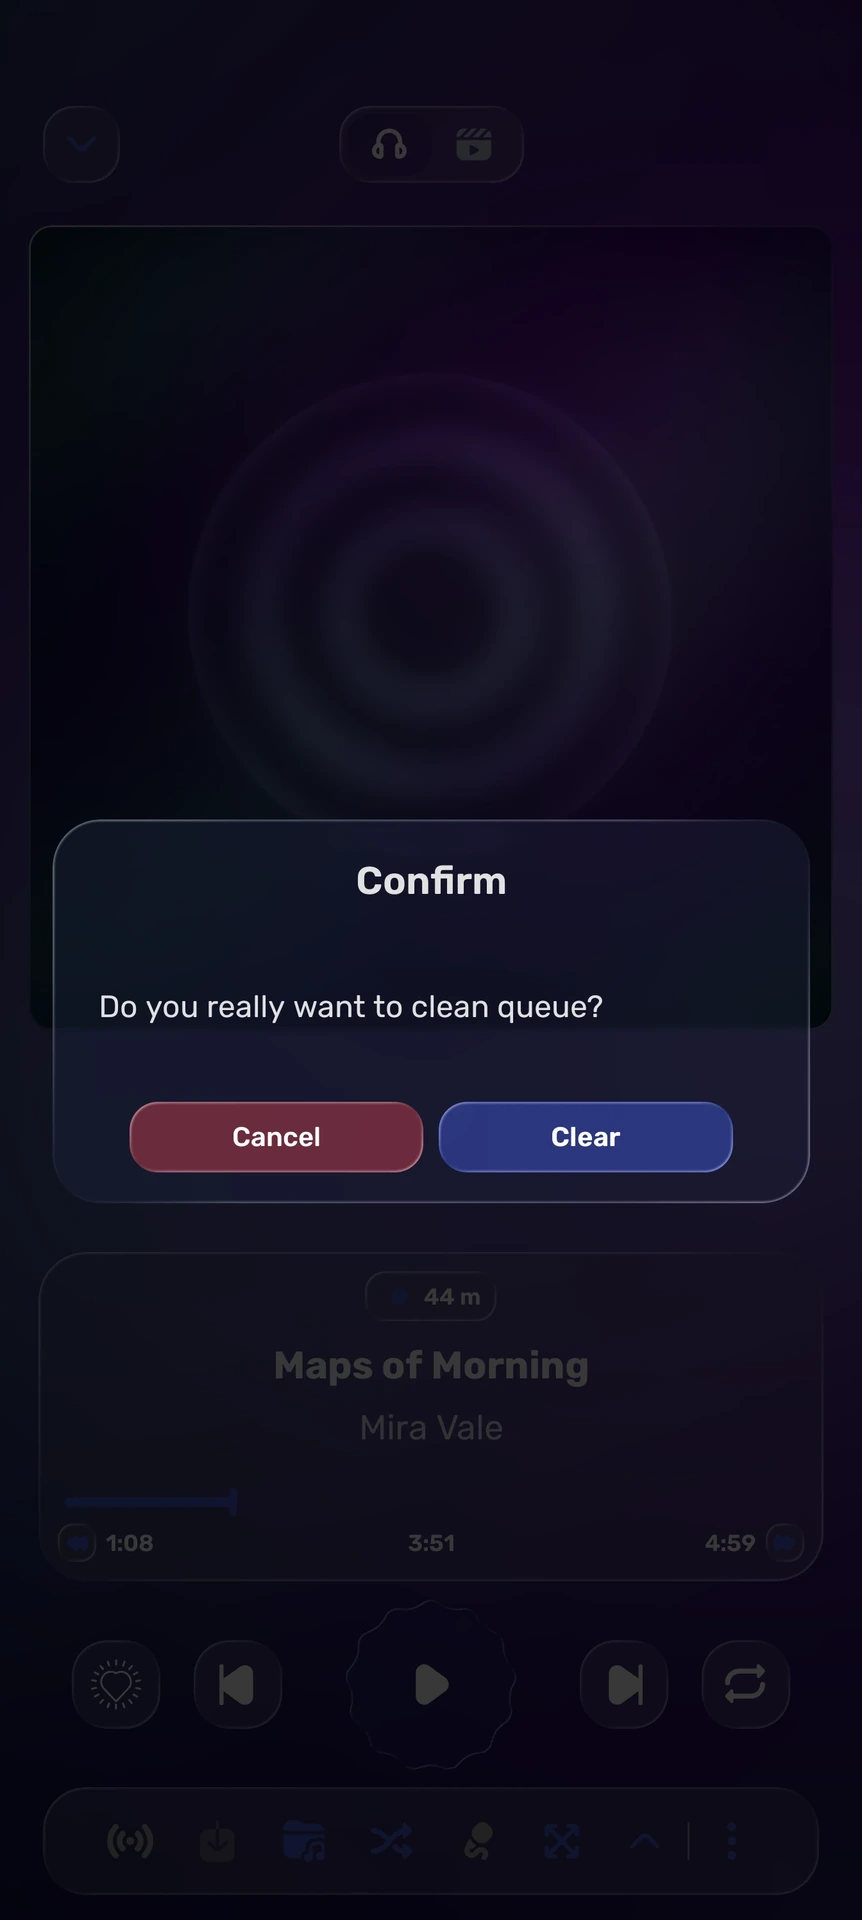 Confirm
Do you really want to clean queue?
Cancel
Clear
44 m
Maps of Morning
Mira Vale
1:08
3:51
4:59